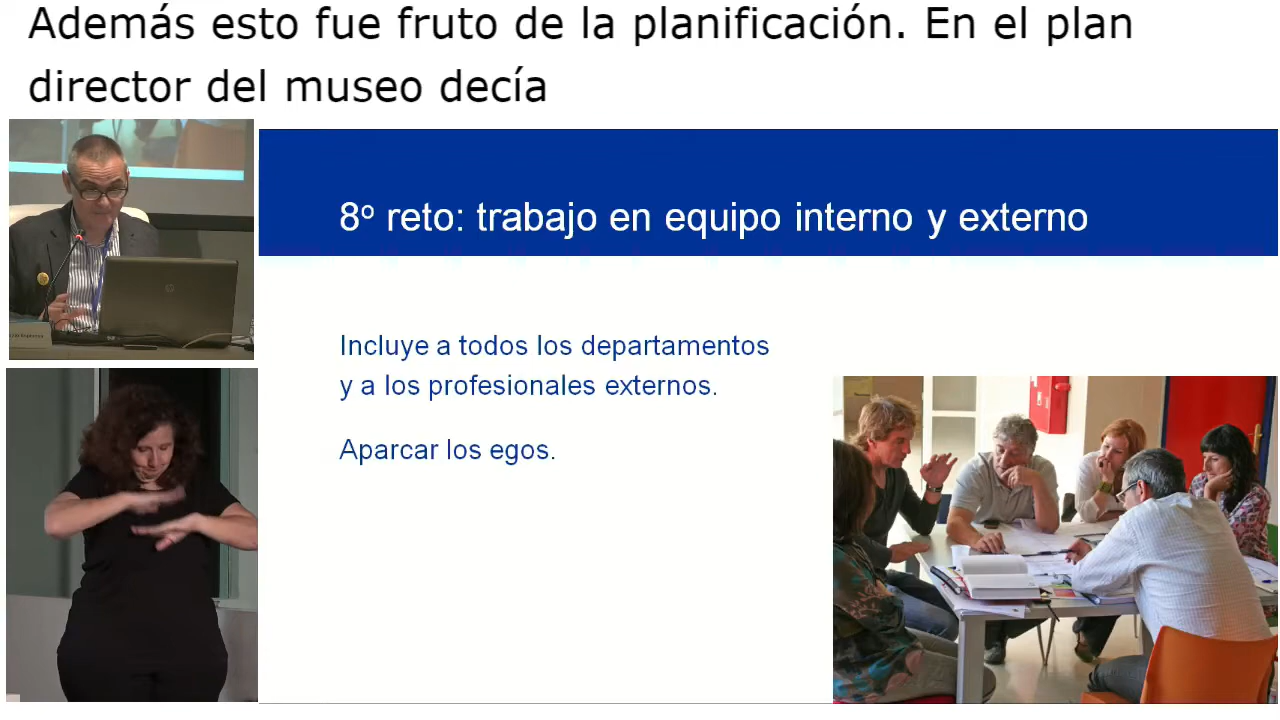 Además esto fue fruto de la planificación. En el plan
director del museo decía
8º reto: trabajo en equipo interno y externo
Incluye a todos los departamentos
y a los profesionales externos.
Aparcar los egos.